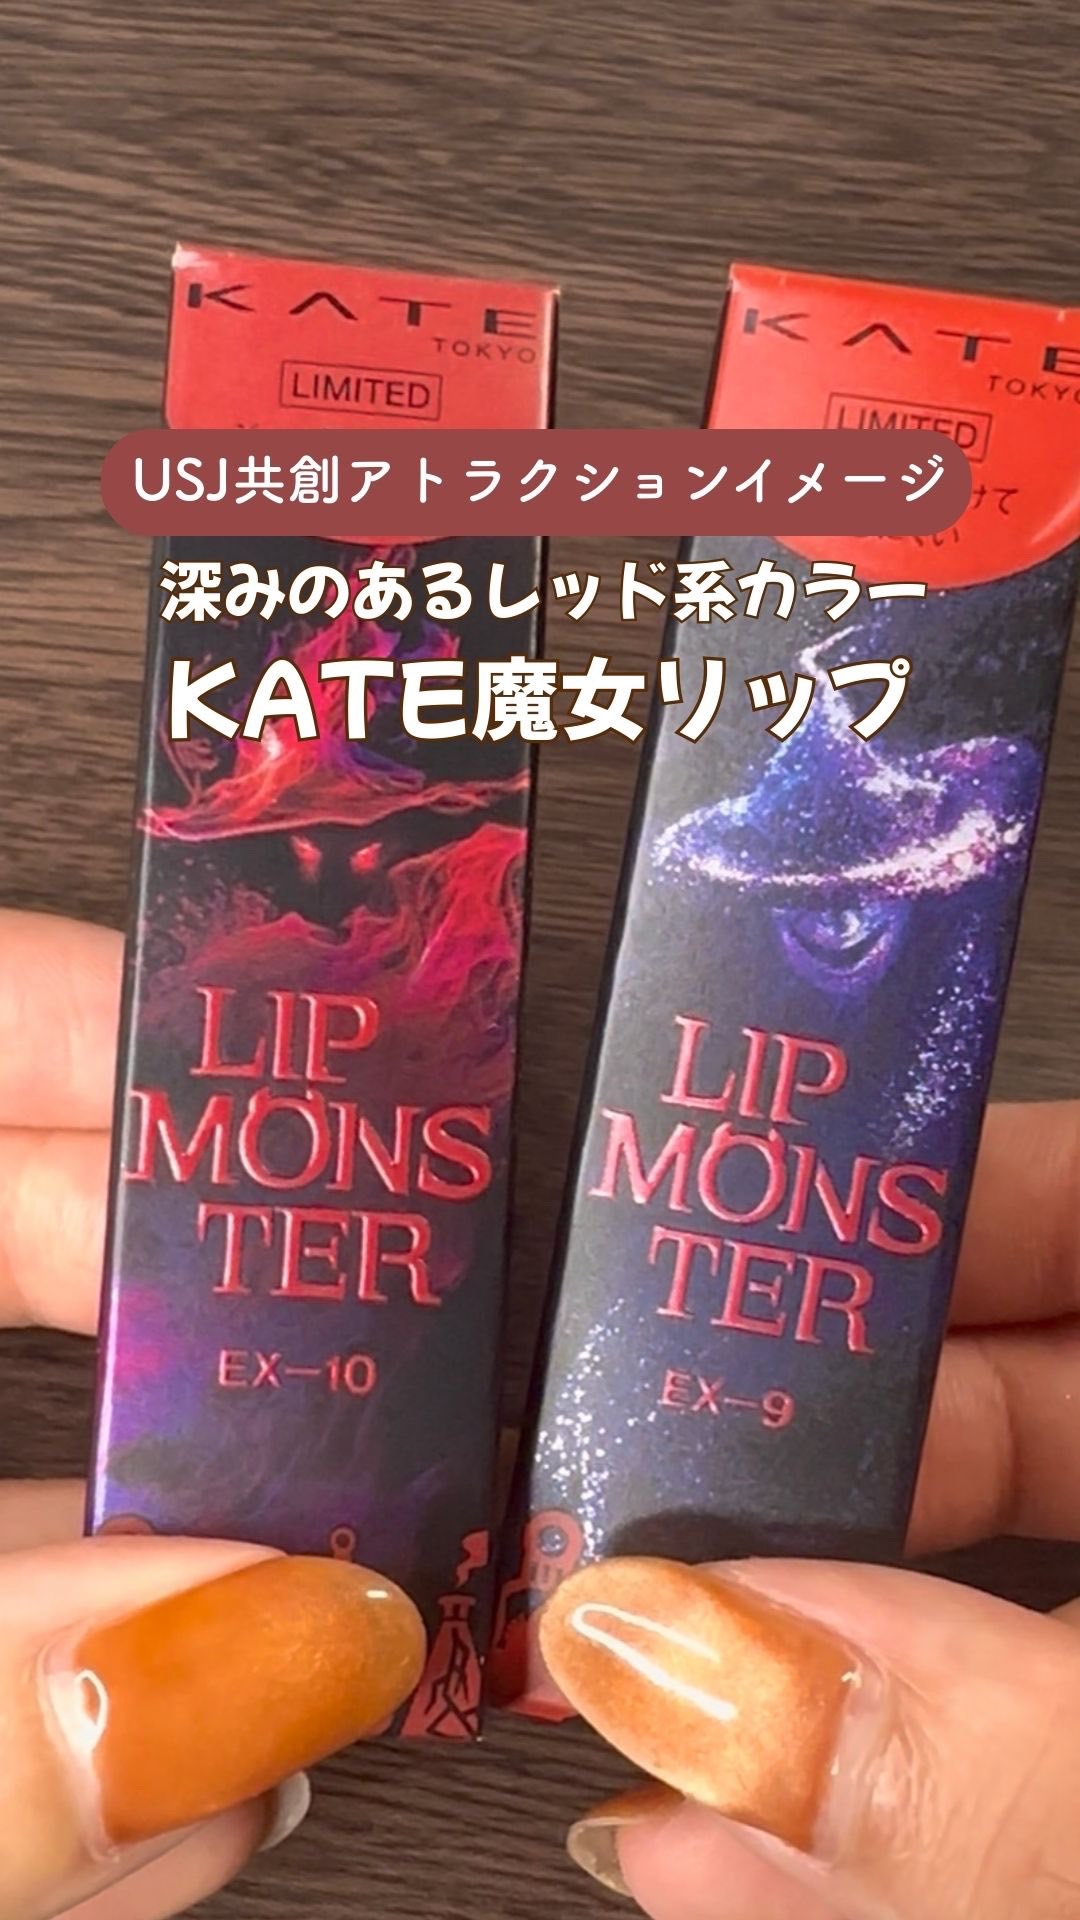 KATE
TOKYO
LIMITED
KATE
TOKYO
LIMITED
USJ共創アトラクションイメージ
深みのあるレッド系カラー
KATE魔女リップ
LIP
MONS
TER
EX-10
LIP
MONS
TER
EX-9